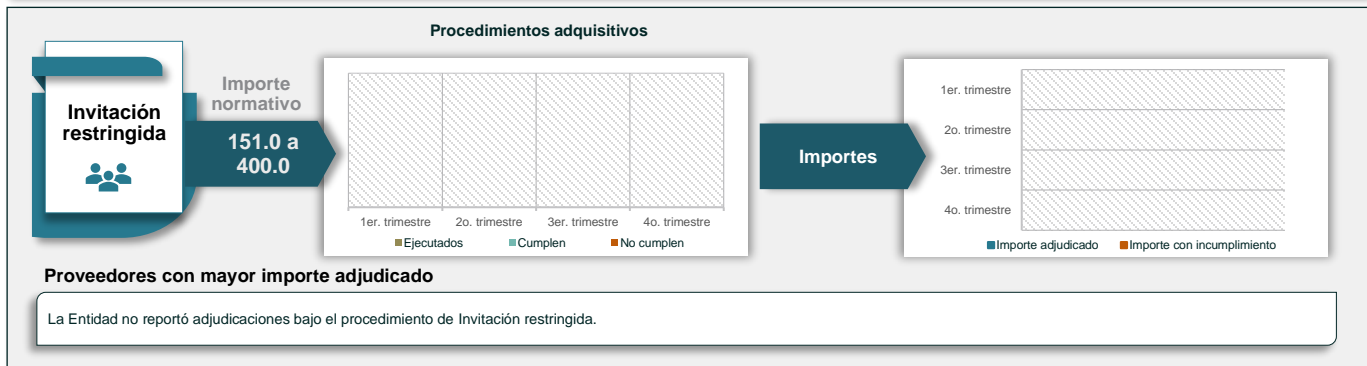 Procedimientos adquisitivos
Invitación
restringida
Importe
normativo
151.0 a
400.0
1er. trimestre 2o. trimestre 3er. trimestre 4o. trimestre
Ejecutados Cumplen No cumplen
Importes
1er. trimestre
2o. trimestre
3er. trimestre
4o. trimestre
Importe adjudicado Importe con incumplimiento
Proveedores con mayor importe adjudicado
La Entidad no reportó adjudicaciones bajo el procedimiento de Invitación restringida.